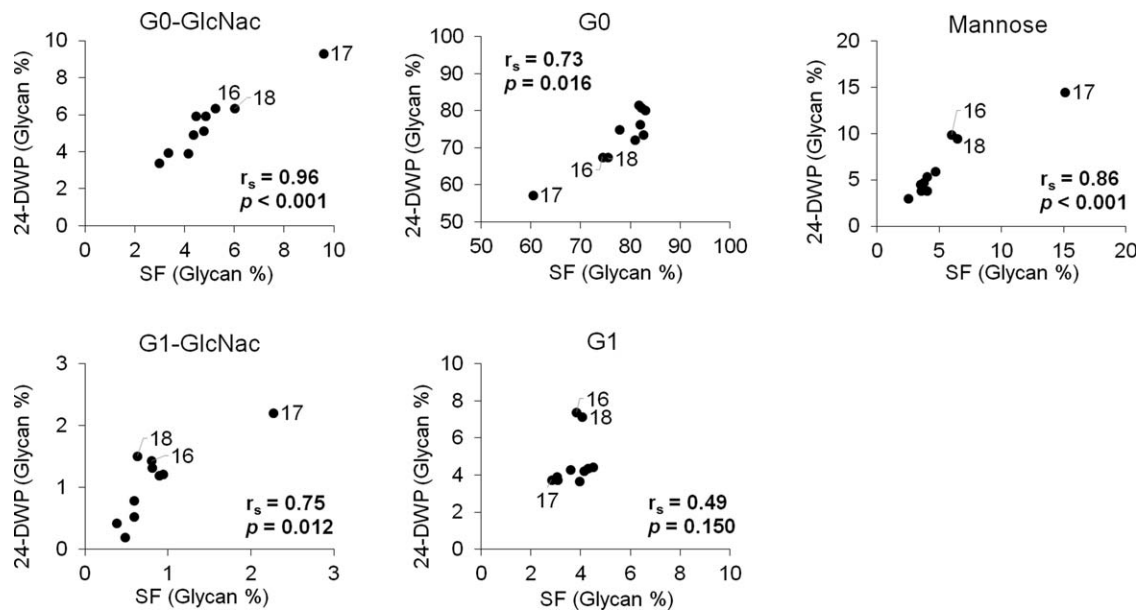 G0-GlcNac
24-DWP (Glycan %)
10
8
6
4
2
0
17
16
18
rₛ = 0.96
p < 0.001
0 2 4 6 8 10
SF (Glycan %)
G0
24-DWP (Glycan %)
100
90
80
70
60
50
rₛ = 0.73
p = 0.016
16
18
17
50 60 70 80 90 100
SF (Glycan %)
Mannose
24-DWP (Glycan %)
20
15
10
5
0
17
16
18
rₛ = 0.86
p < 0.001
0 5 10 15 20
SF (Glycan %)
G1-GlcNac
24-DWP (Glycan %)
3
2
1
0
17
18
16
rₛ = 0.75
p = 0.012
0 1 2 3
SF (Glycan %)
G1
24-DWP (Glycan %)
10
8
6
4
2
0
16
18
17
rₛ = 0.49
p = 0.150
0 2 4 6 8 10
SF (Glycan %)